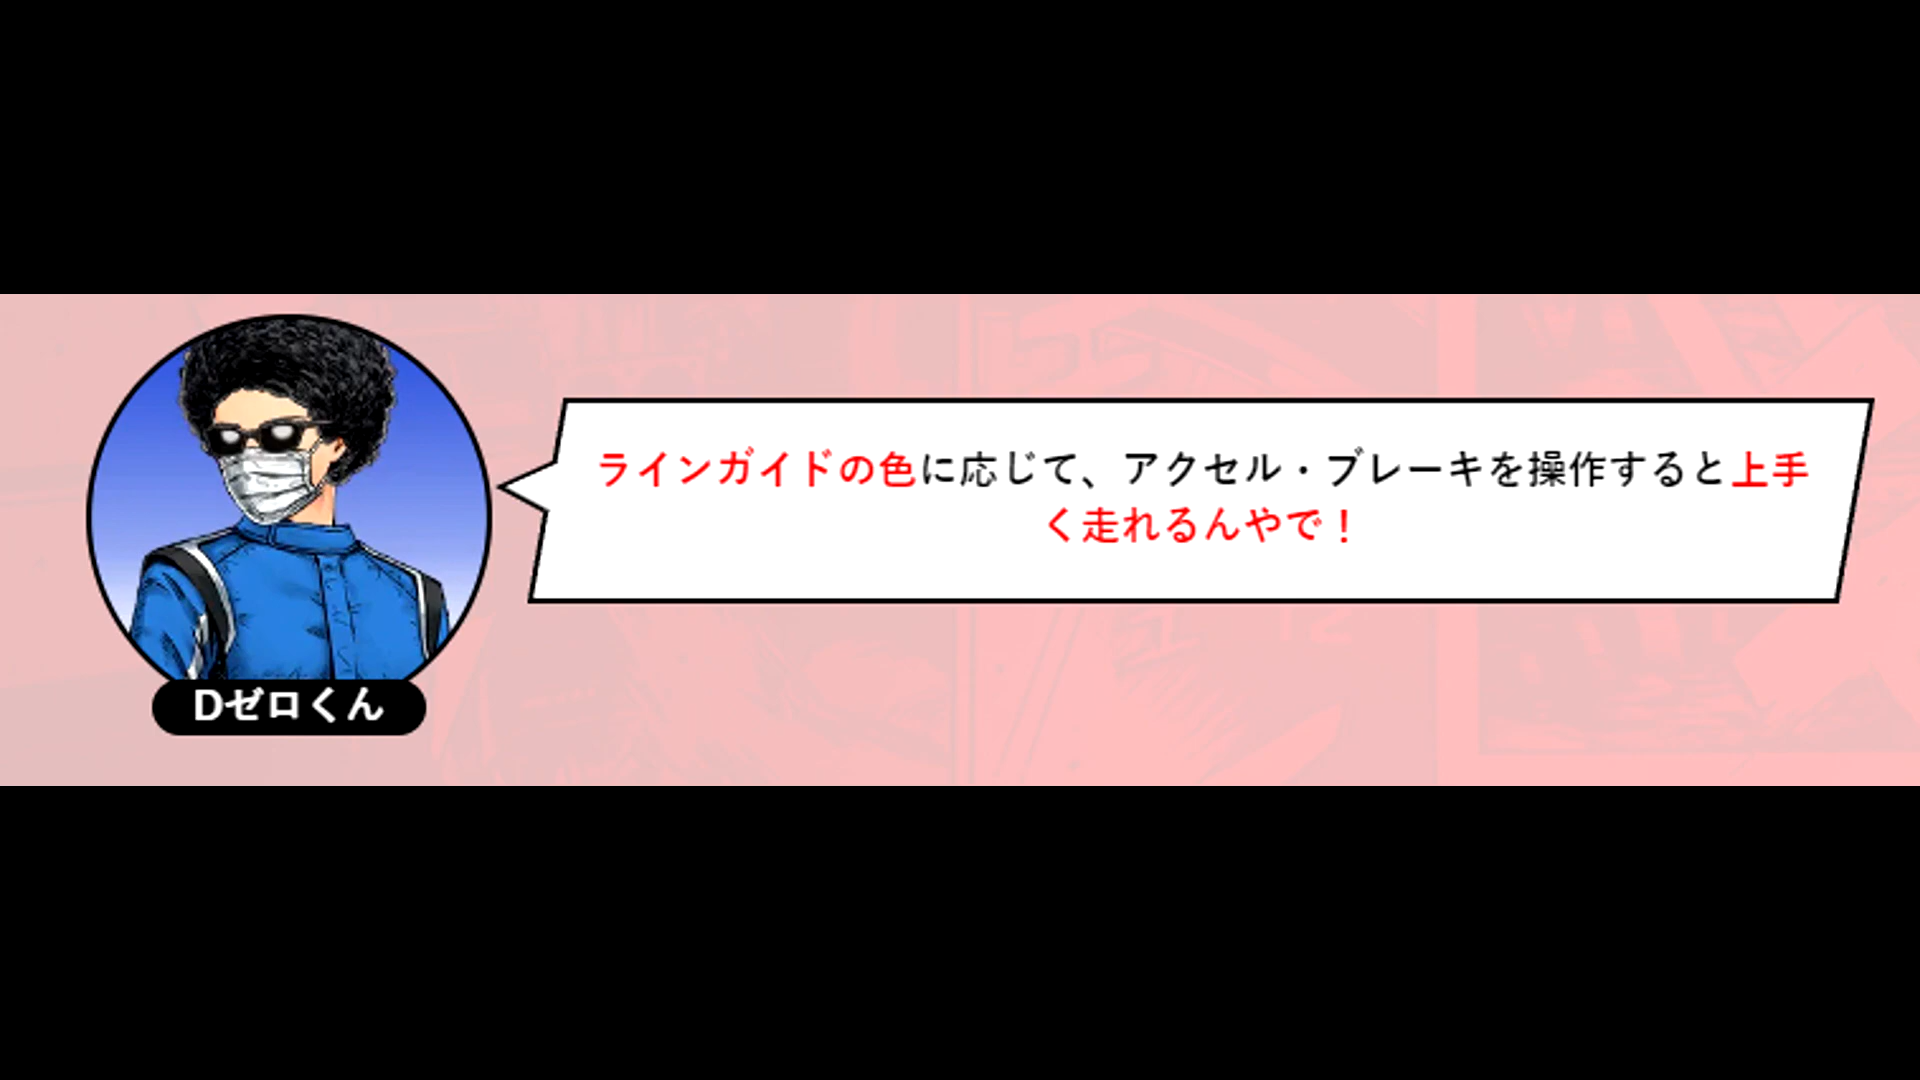 ラインガイドの色に応じて、アクセル・ブレーキを操作すると上手
く走れるんやで！
Dゼロくん